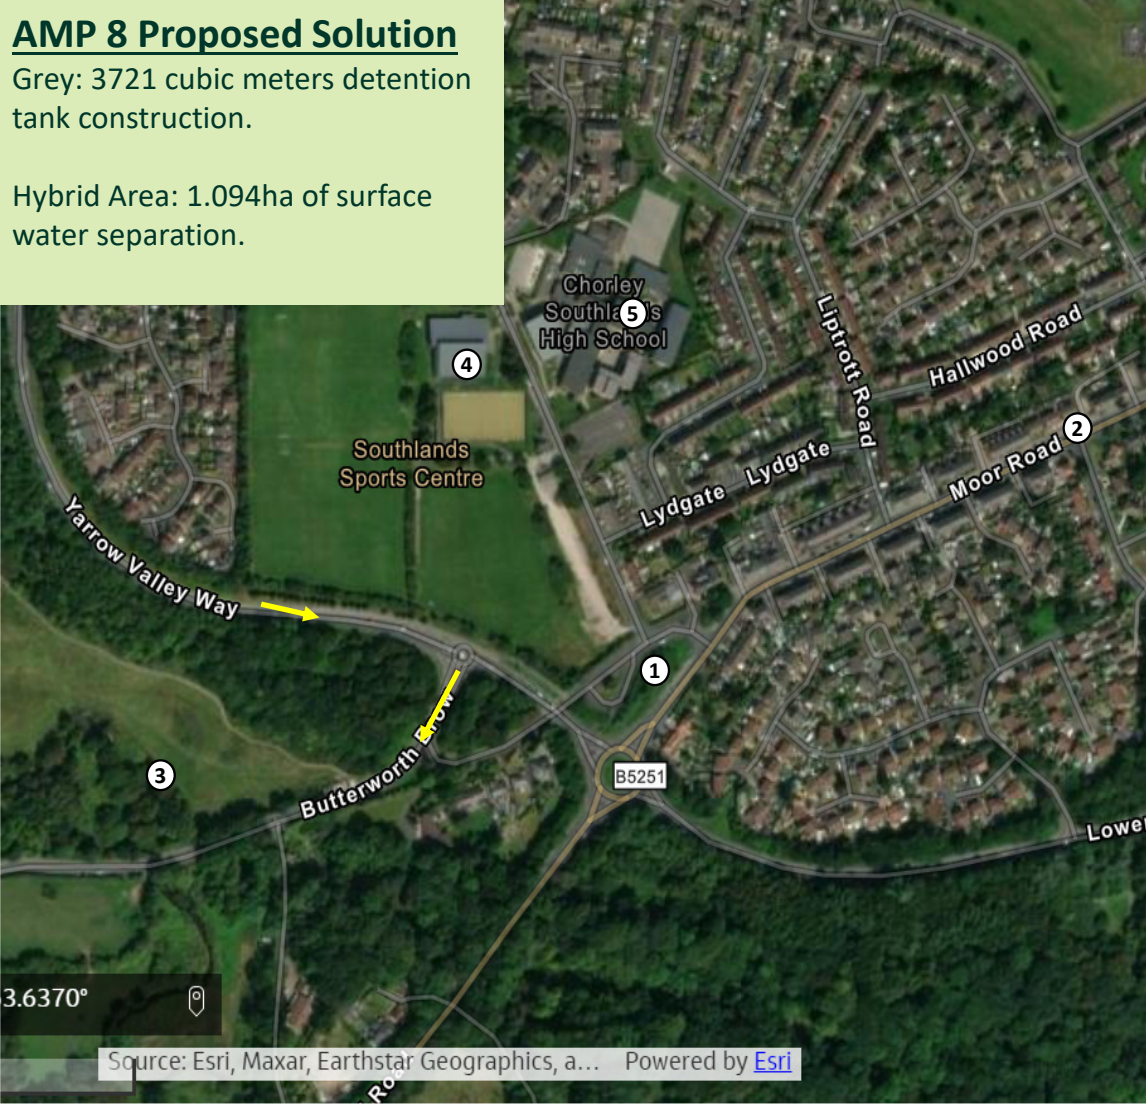 AMP 8 Proposed Solution
Grey: 3721 cubic meters detention
tank construction.
Hybrid Area: 1.094ha of surface
water separation.
Chorley
5
High School
4
Liptrott Road
Hallwood Road
2
Southlands
Sports Centre
Moor Road
Lydgate
Lydgate
Yarrow Valley Way
1
3
Butterworth
B5251
Lower
3.6370°
Source: Esri, Maxar, Earthstar Geographics, a... Powered by Esri
Road